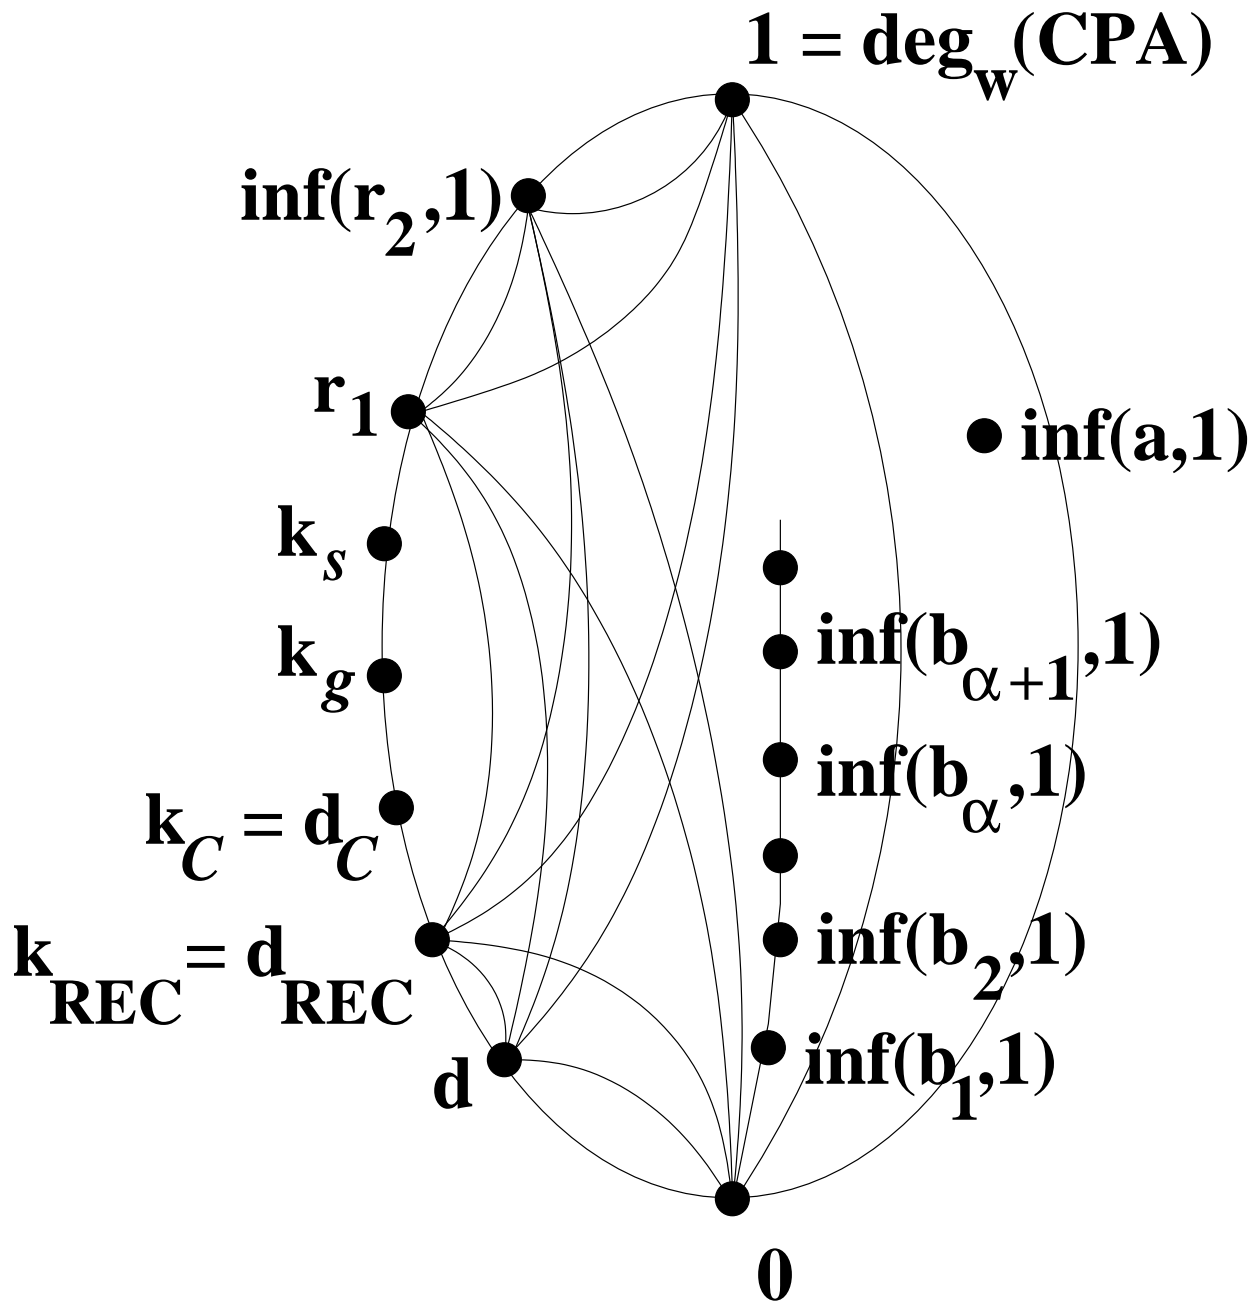 1 = deg_w(CPA)
inf(r_2,1)
r_1
inf(a,1)
k_s
inf(b_{α+1},1)
k_g
inf(b_α,1)
k_C = d_C
inf(b_2,1)
k_REC = d_REC
inf(b_1,1)
d
0